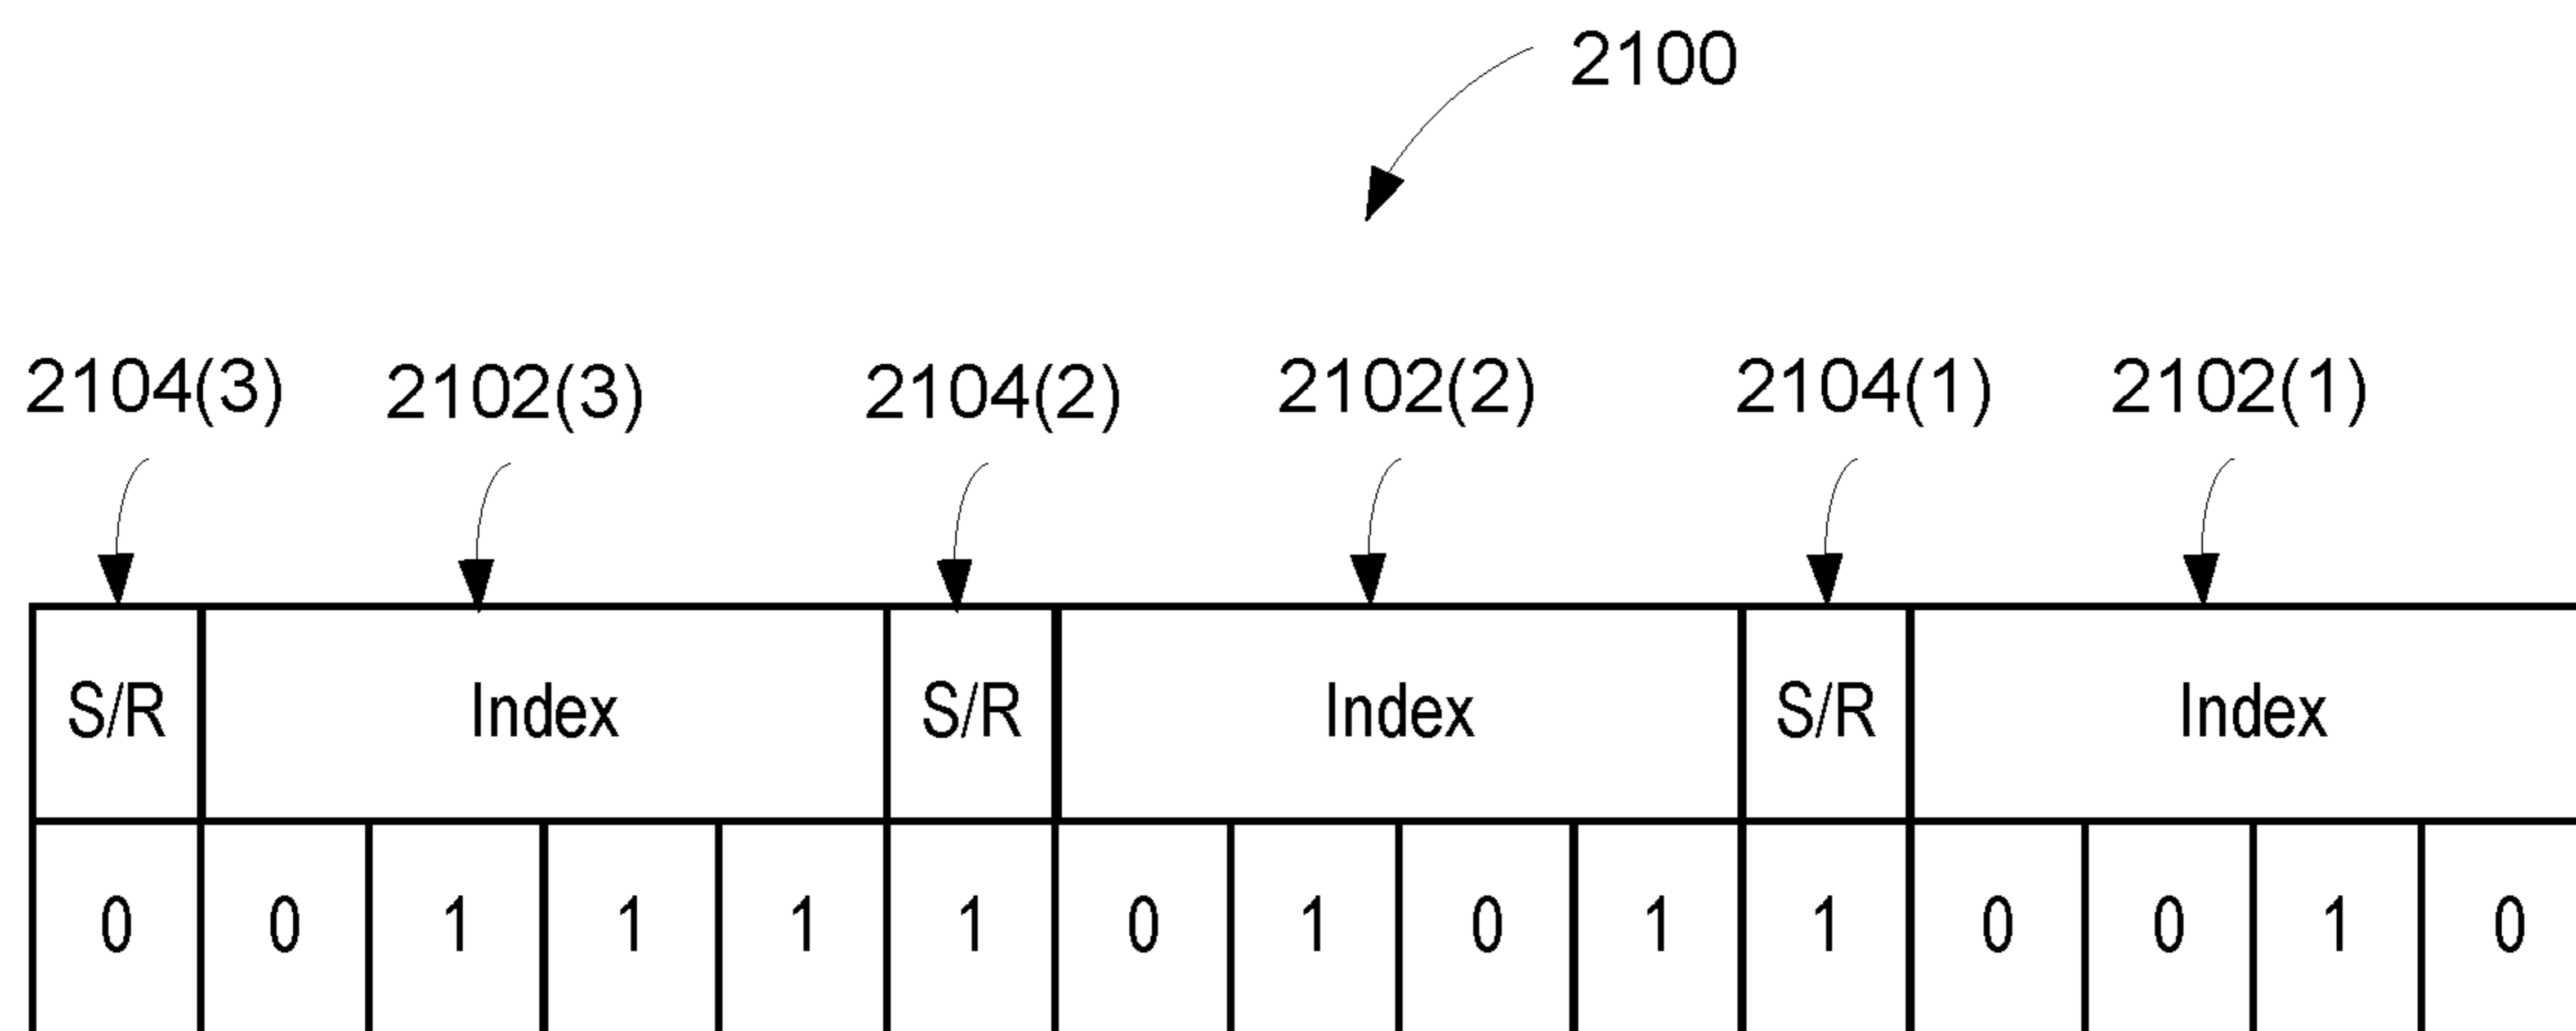 2100
2104(3) 2102(3) 2104(2) 2102(2) 2104(1) 2102(1)
S/R Index S/R Index S/R Index
0 0 1 1 1 1 0 1 0 1 1 0 0 1 0